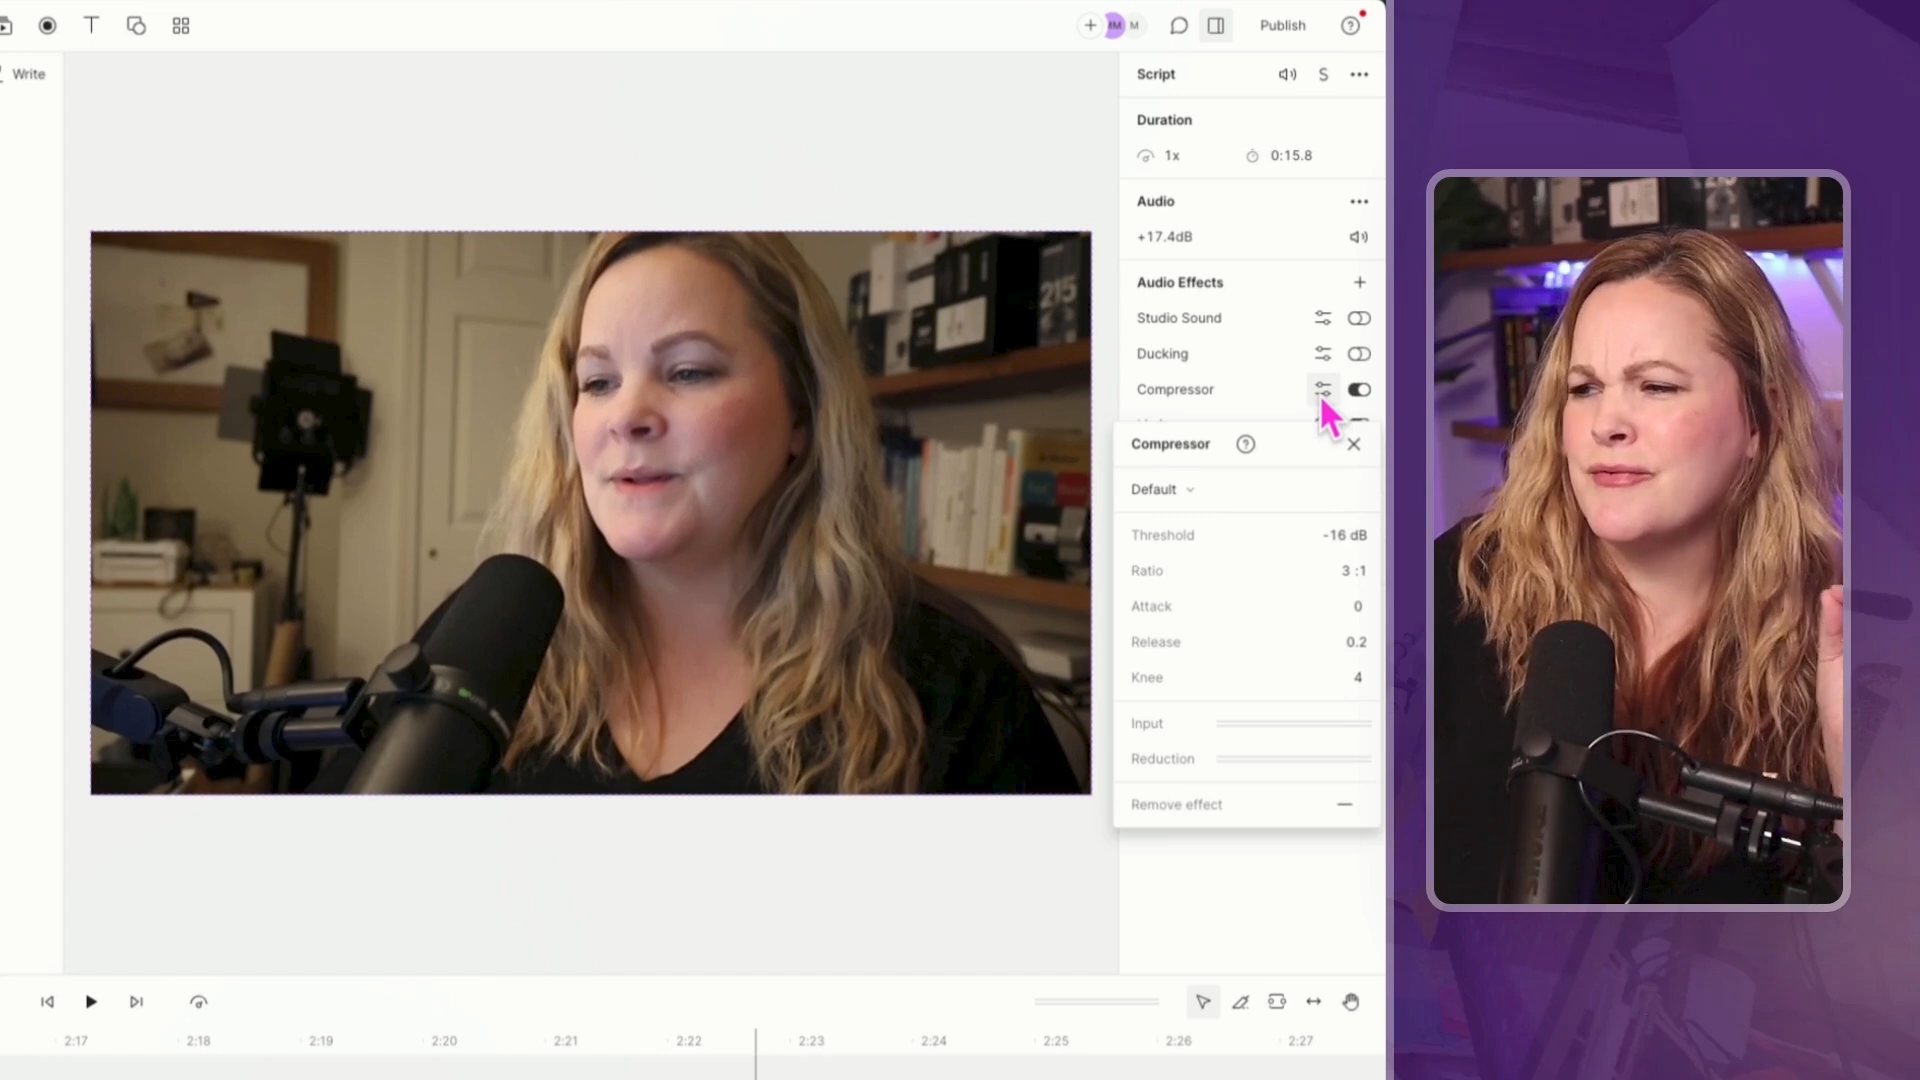 MM M Publish
Write
Script S
Duration
1x 0:15.8
Audio
+17.4dB
Audio Effects
Studio Sound
Ducking
Compressor
Compressor
Default
Threshold -16 dB
Ratio 3 :1
Attack 0
Release 0.2
Knee 4
Input
Reduction
Remove effect
2:17 2:18 2:19 2:20 2:21 2:22 2:23 2:24 2:25 2:26 2:27
215
SHURE